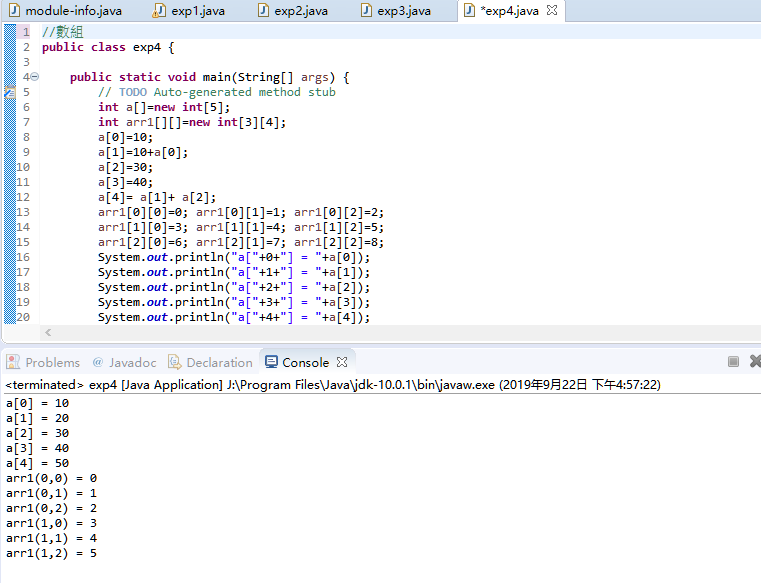 module-info.java exp1.java exp2.java exp3.java *exp4.java
1 //數組
2 public class exp4 {
3
4 public static void main(String[] args) {
5 // TODO Auto-generated method stub
6 int a[]=new int[5];
7 int arr1[][]=new int[3][4];
8 a[0]=10;
9 a[1]=10+a[0];
10 a[2]=30;
11 a[3]=40;
12 a[4]= a[1]+ a[2];
13 arr1[0][0]=0; arr1[0][1]=1; arr1[0][2]=2;
14 arr1[1][0]=3; arr1[1][1]=4; arr1[1][2]=5;
15 arr1[2][0]=6; arr1[2][1]=7; arr1[2][2]=8;
16 System.out.println("a["+0+"] = "+a[0]);
17 System.out.println("a["+1+"] = "+a[1]);
18 System.out.println("a["+2+"] = "+a[2]);
19 System.out.println("a["+3+"] = "+a[3]);
20 System.out.println("a["+4+"] = "+a[4]);
Problems @ Javadoc Declaration Console
<terminated> exp4 [Java Application] J:\Program Files\Java\jdk-10.0.1\bin\javaw.exe (2019年9月22日 下午4:57:22)
a[0] = 10
a[1] = 20
a[2] = 30
a[3] = 40
a[4] = 50
arr1(0,0) = 0
arr1(0,1) = 1
arr1(0,2) = 2
arr1(1,0) = 3
arr1(1,1) = 4
arr1(1,2) = 5